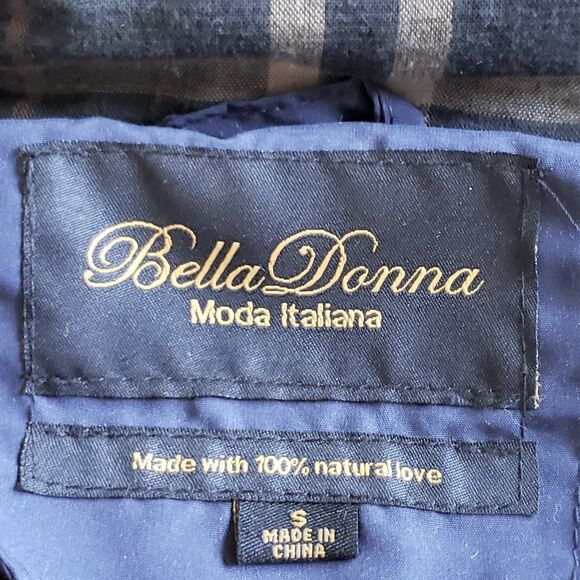 Bella Donna
Moda Italiana
Made with 100% natural love
S
MADE IN
CHINA